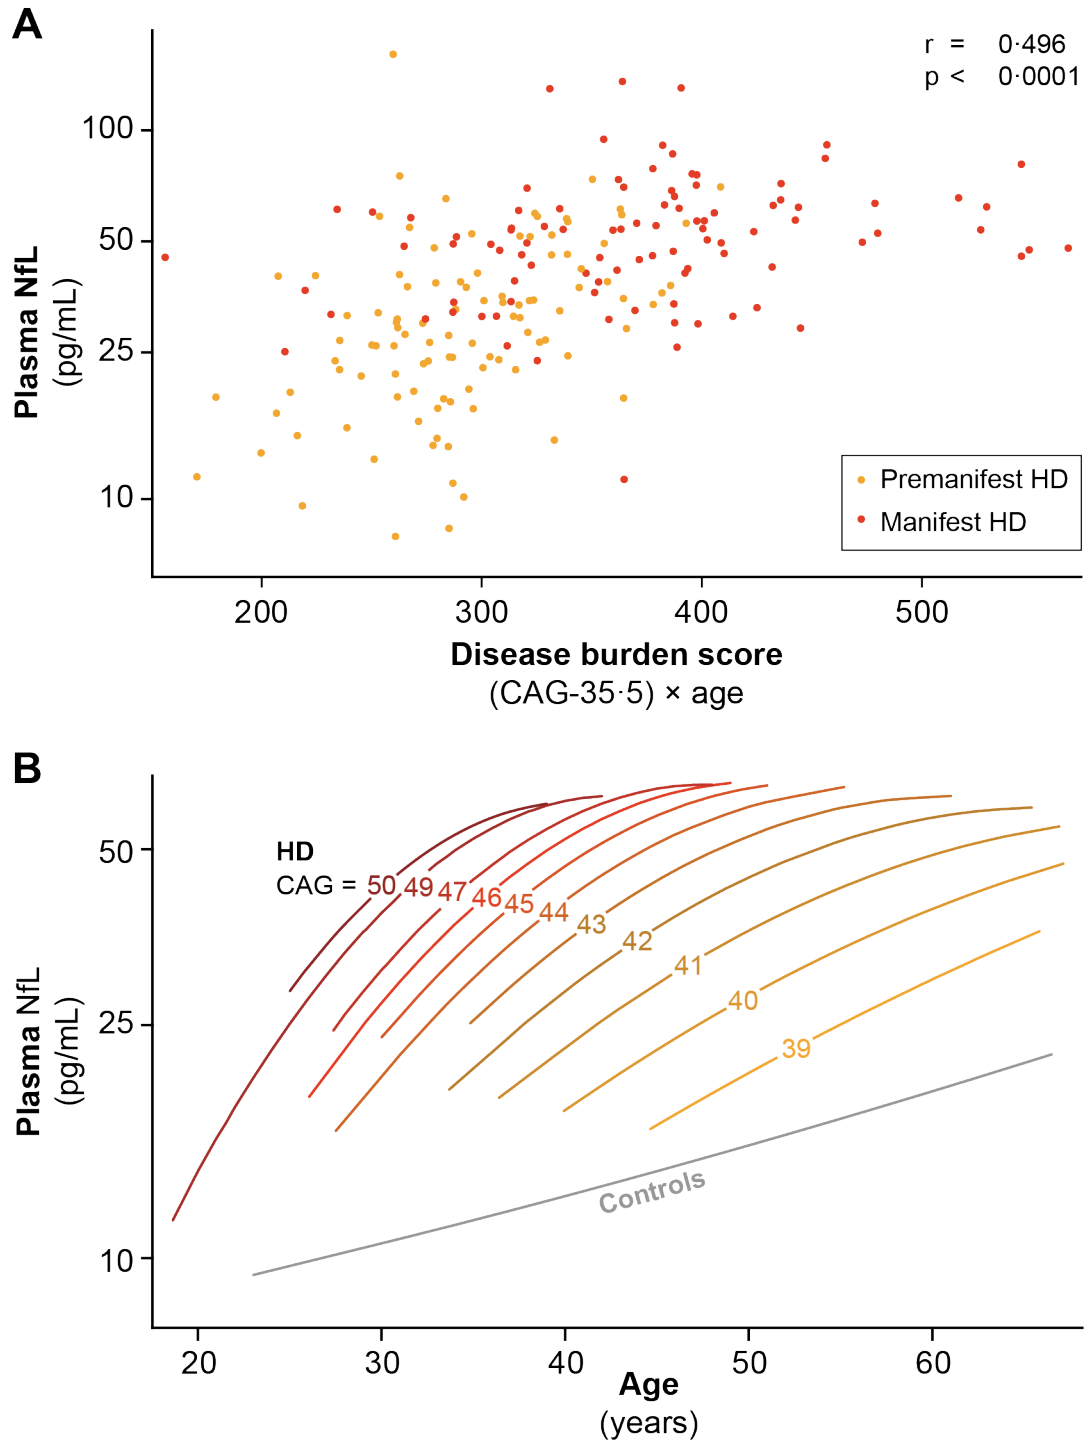 A
r = 0·496
p < 0·0001
100
50
25
10
Plasma NfL
(pg/mL)
Premanifest HD
Manifest HD
200 300 400 500
Disease burden score
(CAG-35·5) × age
B
50
25
10
Plasma NfL
(pg/mL)
HD
CAG = 50 49 47 46 45 44 43 42 41 40 39
Controls
20 30 40 50 60
Age
(years)